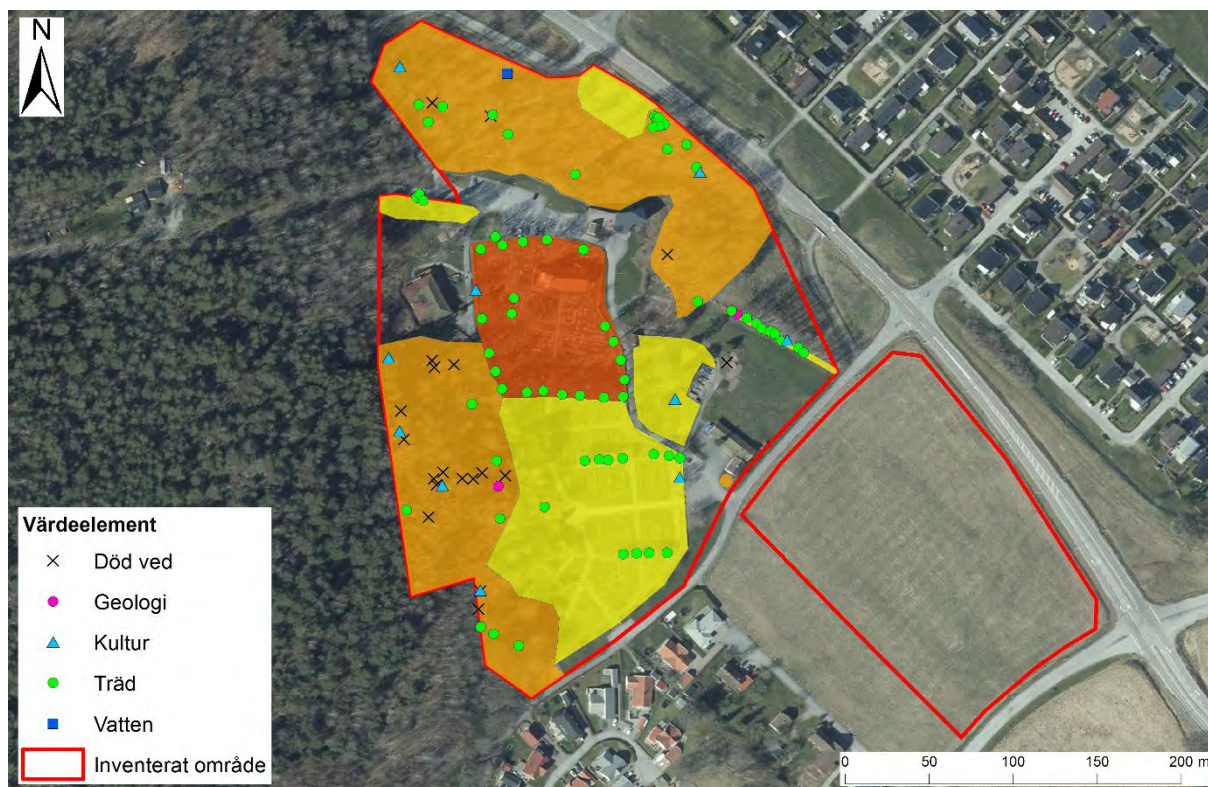 N
Värdeelement
Död ved
Geologi
Kultur
Träd
Vatten
Inventerat område
0 50 100 150 200 m